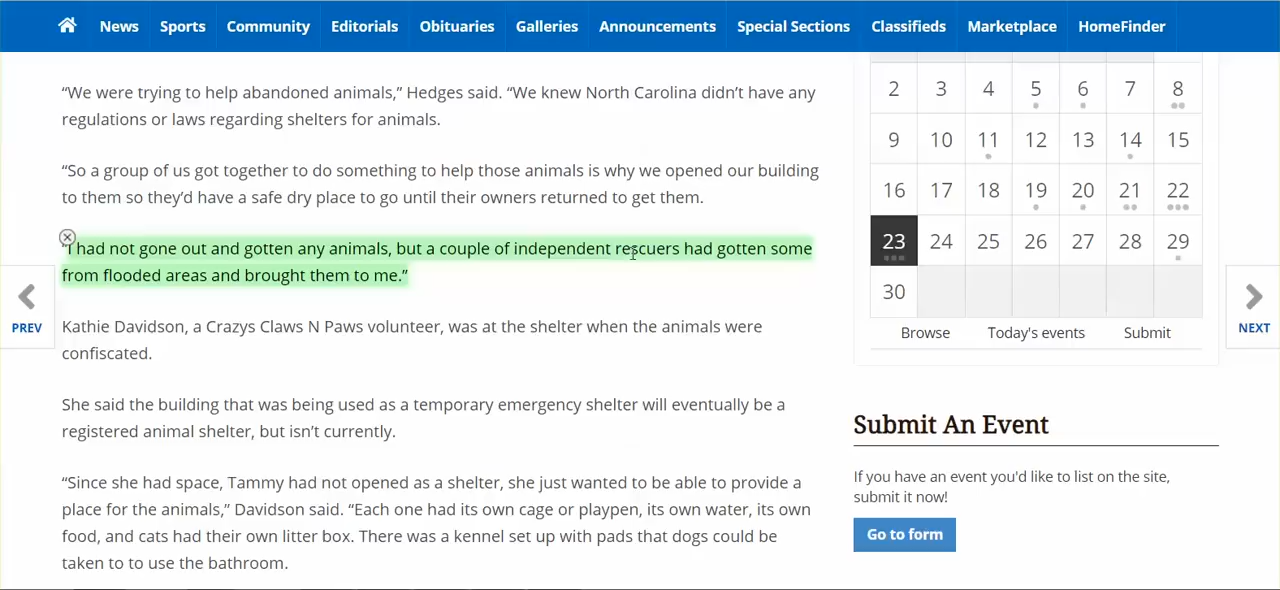 News Sports Community Editorials Obituaries Galleries Announcements Special Sections Classifieds Marketplace HomeFinder
“We were trying to help abandoned animals,” Hedges said. “We knew North Carolina didn’t have any
regulations or laws regarding shelters for animals.
“So a group of us got together to do something to help those animals is why we opened our building
to them so they’d have a safe dry place to go until their owners returned to get them.
“I had not gone out and gotten any animals, but a couple of independent rescuers had gotten some
from flooded areas and brought them to me.”
Kathie Davidson, a Crazys Claws N Paws volunteer, was at the shelter when the animals were
confiscated.
She said the building that was being used as a temporary emergency shelter will eventually be a
registered animal shelter, but isn’t currently.
“Since she had space, Tammy had not opened as a shelter, she just wanted to be able to provide a
place for the animals,” Davidson said. “Each one had its own cage or playpen, its own water, its own
food, and cats had their own litter box. There was a kennel set up with pads that dogs could be
taken to to use the bathroom.
PREV
2 3 4 5 6 7 8
9 10 11 12 13 14 15
16 17 18 19 20 21 22
23 24 25 26 27 28 29
30
Browse Today's events Submit
NEXT
Submit An Event
If you have an event you'd like to list on the site,
submit it now!
Go to form